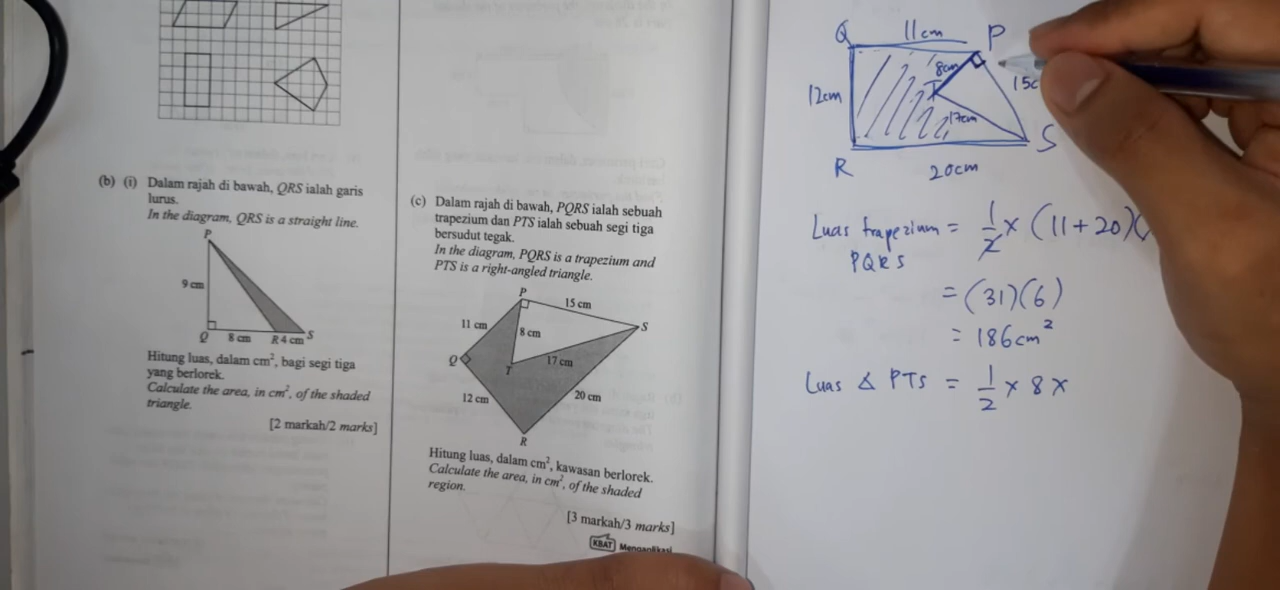 (b) (i) Dalam rajah di bawah, QRS ialah garis
lurus.
In the diagram, QRS is a straight line.
P
9 cm
Q 8 cm R 4 cm S
Hitung luas, dalam cm², bagi segi tiga
yang berlorek.
Calculate the area, in cm², of the shaded
triangle.
[2 markah/2 marks]
(c) Dalam rajah di bawah, PQRS ialah sebuah
trapezium dan PTS ialah sebuah segi tiga
bersudut tegak.
In the diagram, PQRS is a trapezium and
PTS is a right-angled triangle.
P
15 cm
11 cm
8 cm
S
Q
T
17 cm
12 cm
20 cm
R
Hitung luas, dalam cm², kawasan berlorek.
Calculate the area, in cm², of the shaded
region.
[3 markah/3 marks]
KBAT Mengaplikasi
Q 11cm P
8cm
12cm T 15c
17cm
S
R 20cm
Luas trapezium = 1/2 × (11 + 20)(
PQRS
= (31)(6)
= 186cm²
Luas Δ PTS = 1/2 × 8 ×